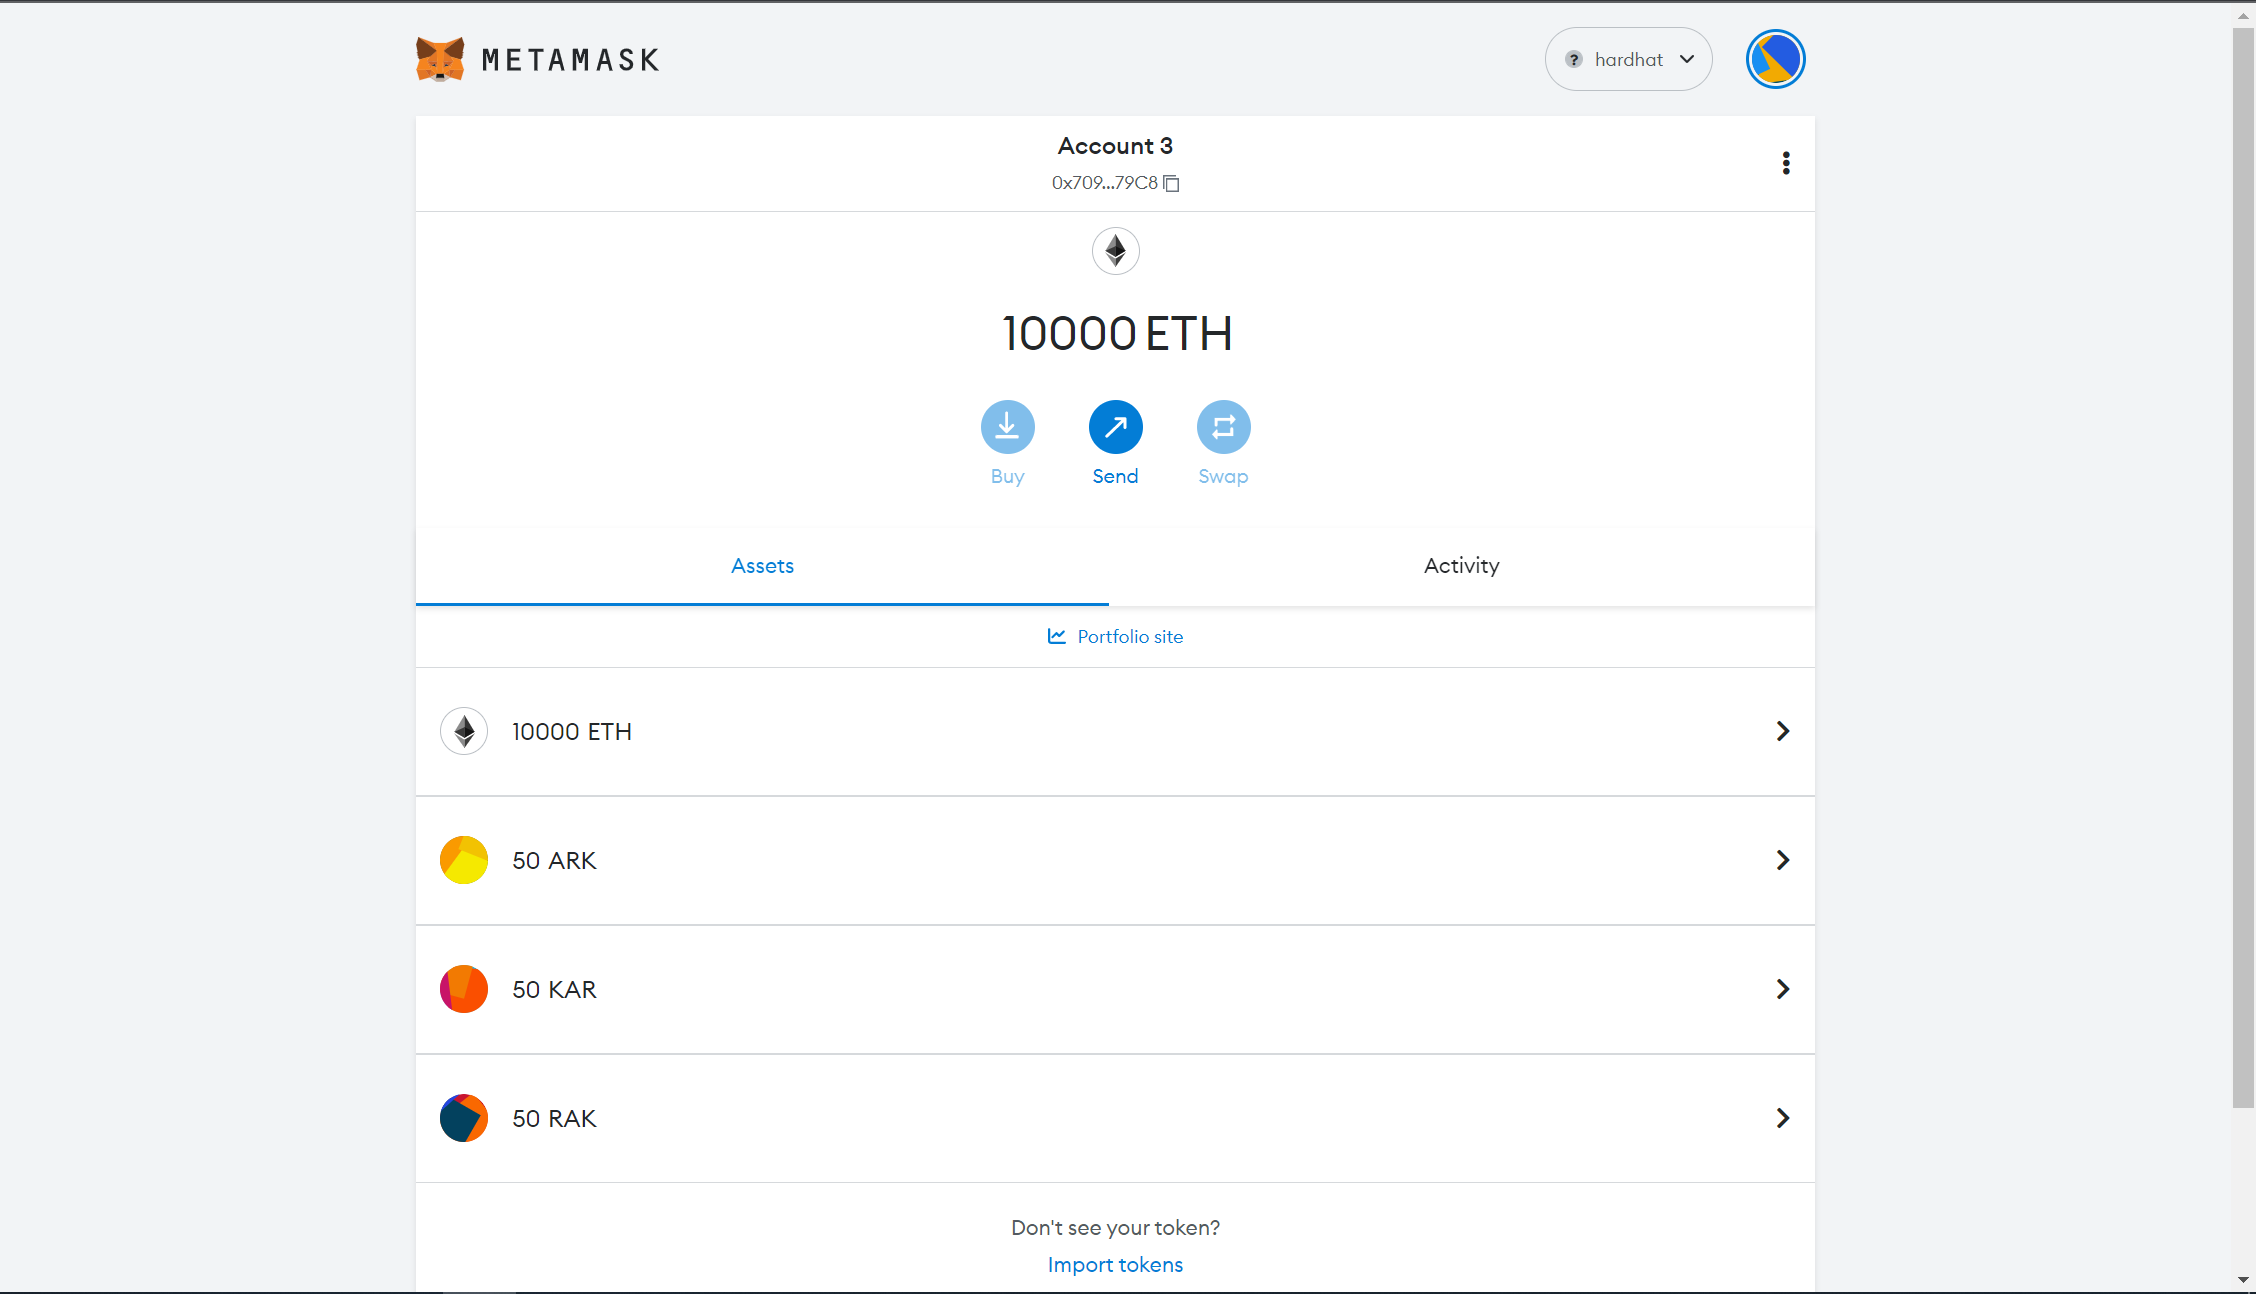 METAMASK
? hardhat
Account 3
0x709...79C8
10000 ETH
Buy Send Swap
Assets Activity
Portfolio site
10000 ETH
50 ARK
50 KAR
50 RAK
Don't see your token?
Import tokens